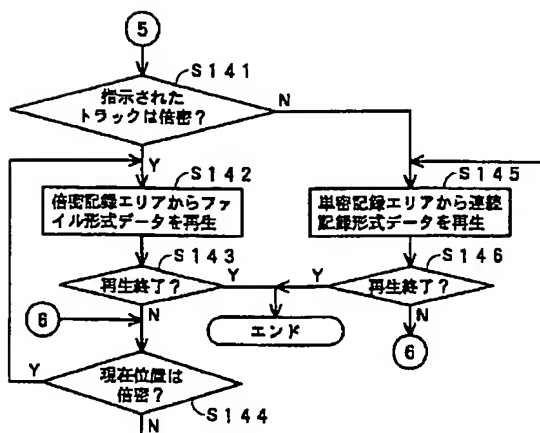 5
S141
指示された
トラックは倍密?
N
Y
S142
S145
倍密記録エリアからファ
イル形式データを再生
単密記録エリアから連続
記録形式データを再生
S143
S146
再生終了?
Y
Y
再生終了?
6
N
エンド
N
6
Y
現在位置は
倍密?
S144
N